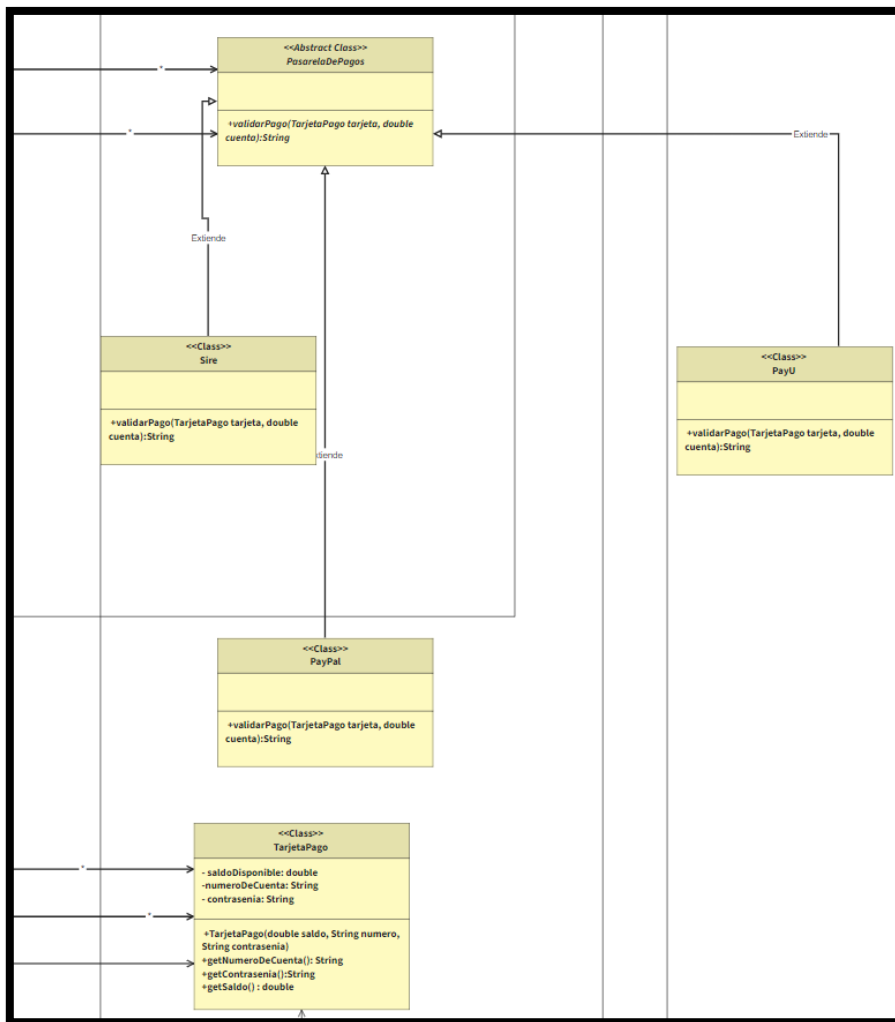 <<Abstract Class>>
PasarelaDePagos
*
+validarPago(TarjetaPago tarjeta, double
cuenta):String
*
Extiende
Extiende
<<Class>>
Sire
+validarPago(TarjetaPago tarjeta, double
cuenta):String
<<Class>>
PayU
+validarPago(TarjetaPago tarjeta, double
cuenta):String
tiende
<<Class>>
PayPal
+validarPago(TarjetaPago tarjeta, double
cuenta):String
<<Class>>
TarjetaPago
*
- saldoDisponible: double
-numeroDeCuenta: String
- contrasenia: String
*
+TarjetaPago(double saldo, String numero,
String contrasenia)
+getNumeroDeCuenta(): String
+getContrasenia():String
+getSaldo() : double